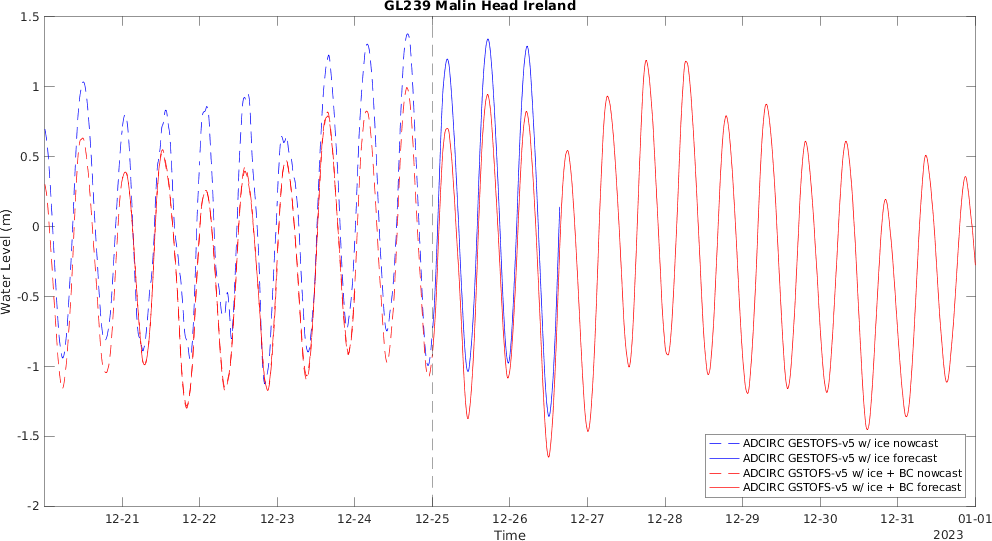 GL239 Malin Head Ireland
Water Level (m)
1.5
1
0.5
0
-0.5
-1
-1.5
-2
ADCIRC GESTOFS-v5 w/ ice nowcast
ADCIRC GESTOFS-v5 w/ ice forecast
ADCIRC GSTOFS-v5 w/ ice + BC nowcast
ADCIRC GSTOFS-v5 w/ ice + BC forecast
12-21 12-22 12-23 12-24 12-25 12-26 12-27 12-28 12-29 12-30 12-31 01-01
Time
2023